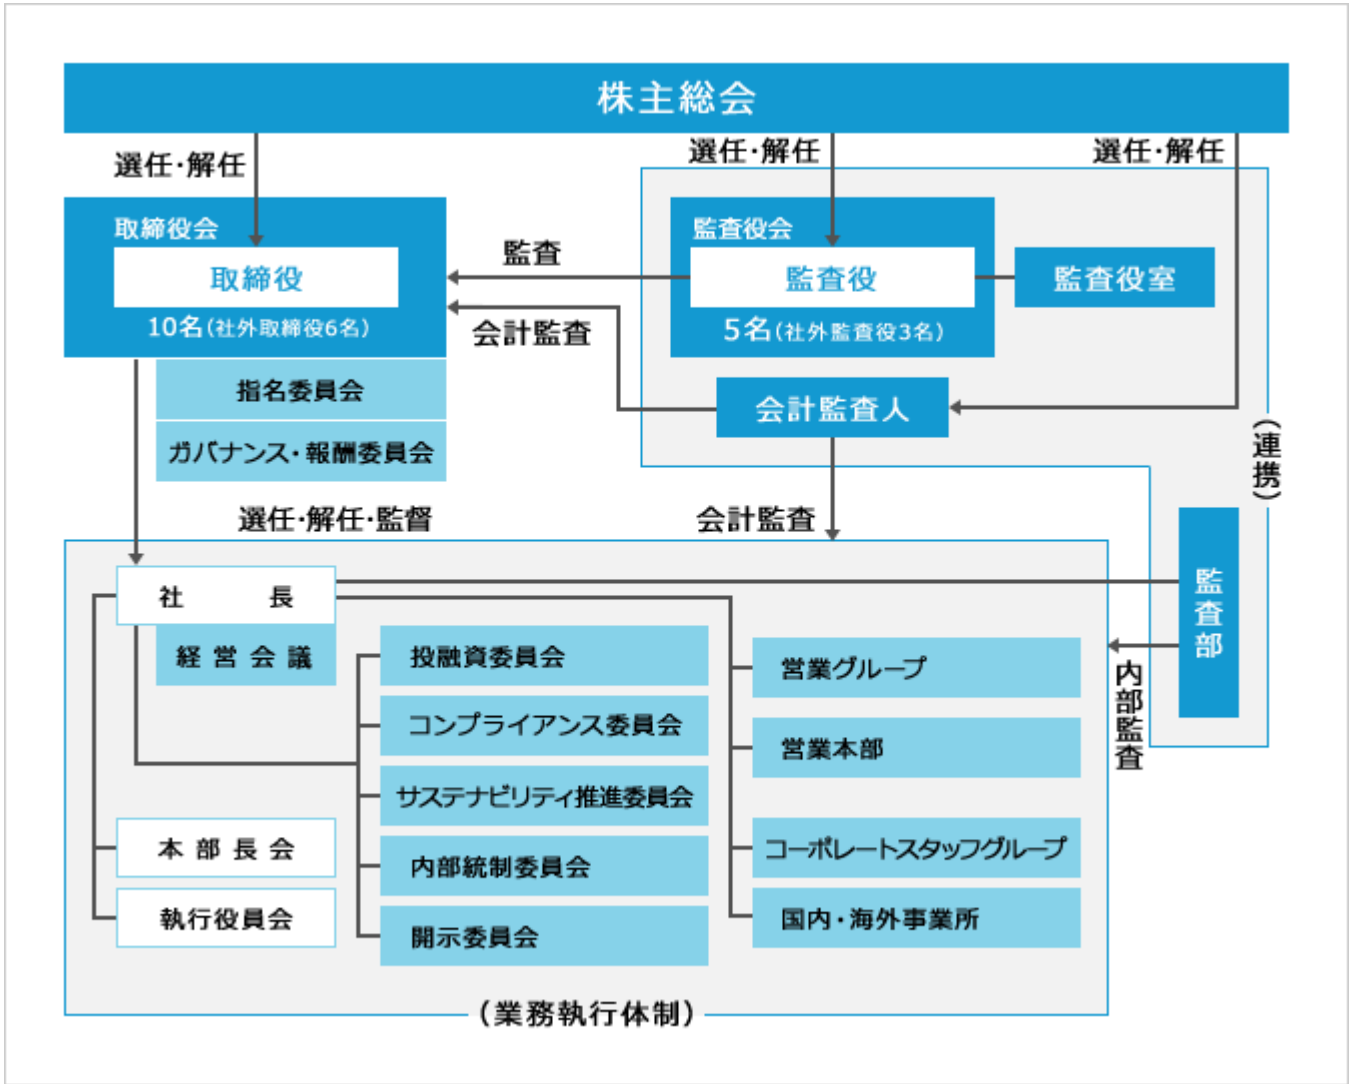 株主総会
選任・解任
選任・解任
選任・解任
取締役会
取締役
10名(社外取締役6名)
監査
会計監査
監査役会
監査役
5名(社外監査役3名)
監査役室
会計監査人
指名委員会
ガバナンス・報酬委員会
(連携)
選任・解任・監督
会計監査
社長
経営会議
本部長会
執行役員会
投融資委員会
コンプライアンス委員会
サステナビリティ推進委員会
内部統制委員会
開示委員会
営業グループ
営業本部
コーポレートスタッフグループ
国内・海外事業所
内部監査
監査部
(業務執行体制)